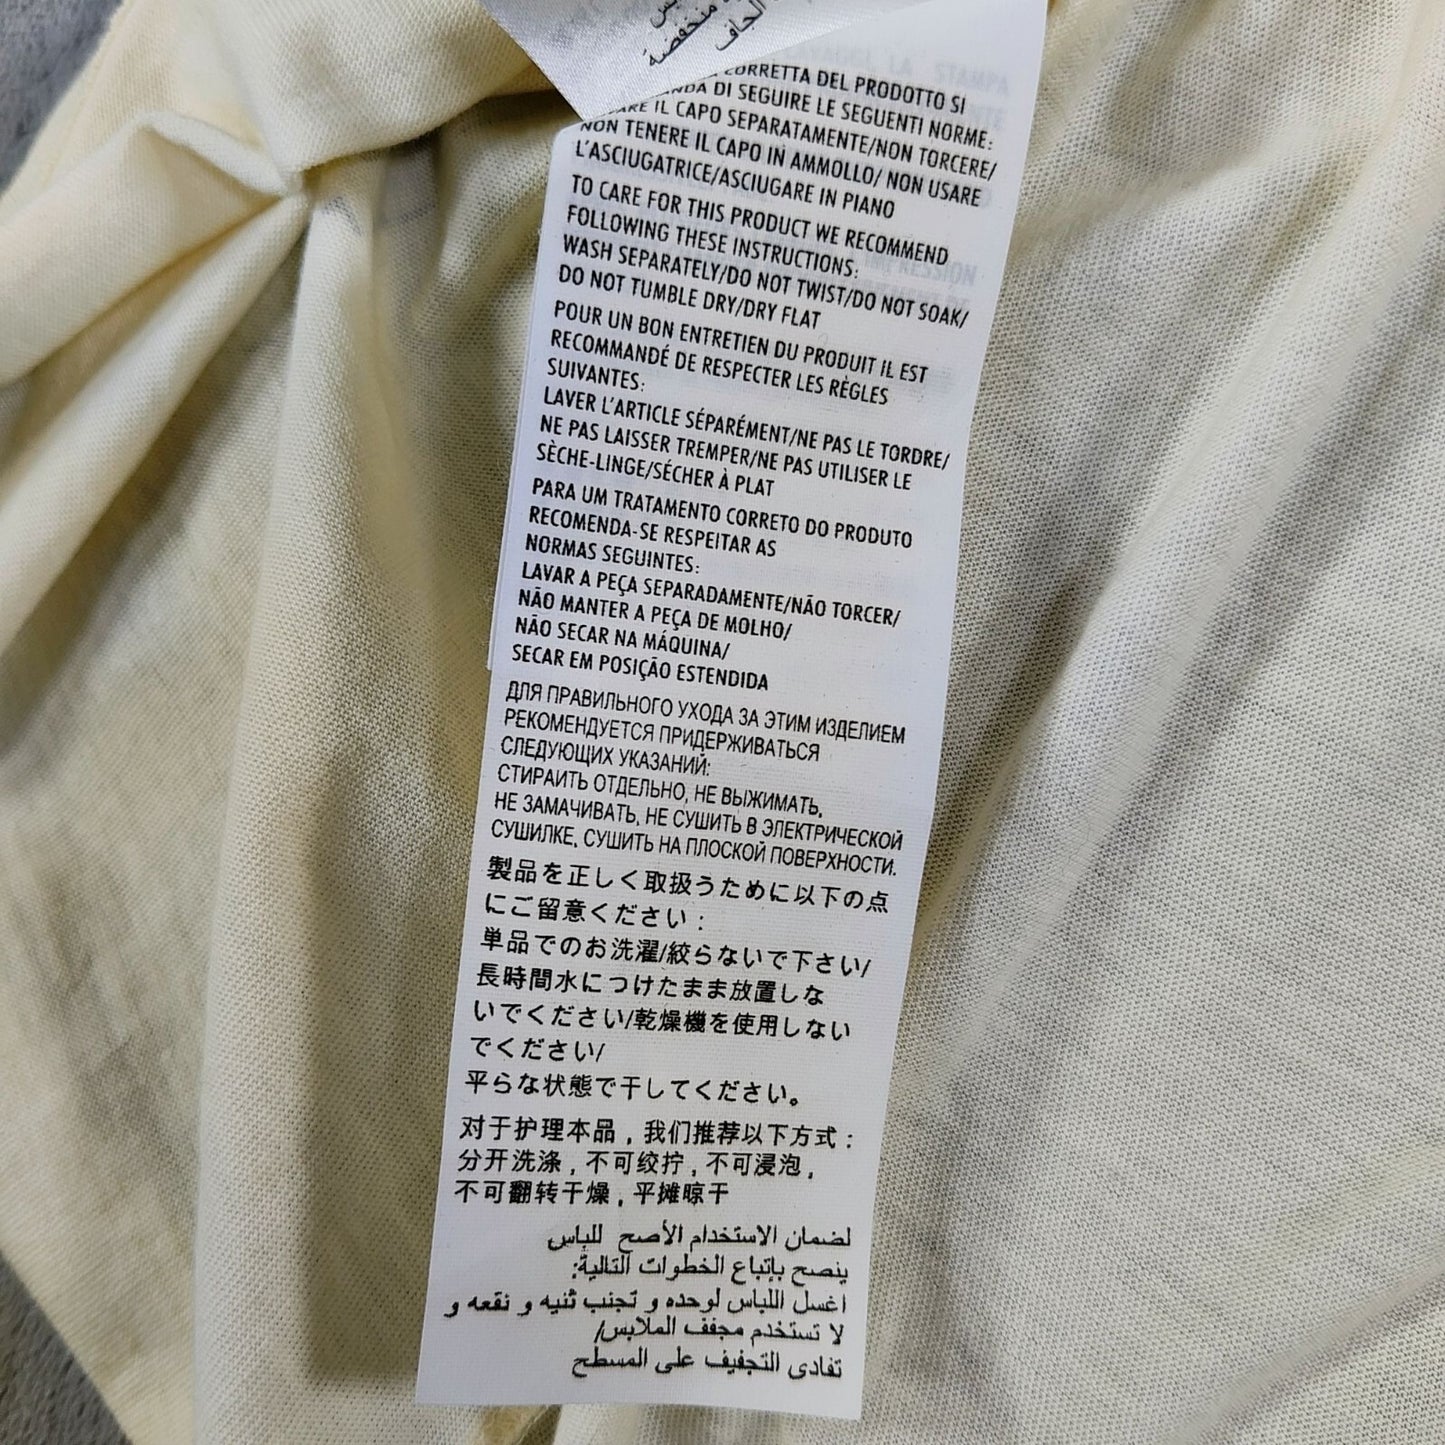 منخفضة
الجاف
CORRETTA DEL PRODOTTO SI
DI SEGUIRE LE SEGUENTI NORME:
IL CAPO SEPARATAMENTE/NON TORCERE/
NON TENERE IL CAPO IN AMMOLLO/ NON USARE
L'ASCIUGATRICE/ASCIUGARE IN PIANO
TO CARE FOR THIS PRODUCT WE RECOMMEND
FOLLOWING THESE INSTRUCTIONS:
WASH SEPARATELY/DO NOT TWIST/DO NOT SOAK/
DO NOT TUMBLE DRY/DRY FLAT
POUR UN BON ENTRETIEN DU PRODUIT IL EST
RECOMMANDÉ DE RESPECTER LES RÈGLES
SUIVANTES:
LAVER L'ARTICLE SÉPARÉMENT/NE PAS LE TORDRE/
NE PAS LAISSER TREMPER/NE PAS UTILISER LE
SÈCHE-LINGE/SÉCHER À PLAT
PARA UM TRATAMENTO CORRETO DO PRODUTO
RECOMENDA-SE RESPEITAR AS
NORMAS SEGUINTES:
LAVAR A PEÇA SEPARADAMENTE/NÃO TORCER/
NÃO MANTER A PEÇA DE MOLHO/
NÃO SECAR NA MÁQUINA/
SECAR EM POSIÇÃO ESTENDIDA
ДЛЯ ПРАВИЛЬНОГО УХОДА ЗА ЭТИМ ИЗДЕЛИЕМ
РЕКОМЕНДУЕТСЯ ПРИДЕРЖИВАТЬСЯ
СЛЕДУЮЩИХ УКАЗАНИЙ:
СТИРАИТЬ ОТДЕЛЬНО, НЕ ВЫЖИМАТЬ,
НЕ ЗАМАЧИВАТЬ, НЕ СУШИТЬ В ЭЛЕКТРИЧЕСКОЙ
СУШИЛКЕ, СУШИТЬ НА ПЛОСКОЙ ПОВЕРХНОСТИ.
製品を正しく取扱うために以下の点
にご留意ください:
単品でのお洗濯/絞らないで下さい/
長時間水につけたまま放置しな
いでください/乾燥機を使用しない
でください/
平らな状態で干してください。
对于护理本品，我们推荐以下方式：
分开洗涤，不可绞拧，不可浸泡，
不可翻转干燥，平摊晾干
لضمان الاستخدام الأصح للباس
ينصح بإتباع الخطوات التالية:
اغسل اللباس لوحده و تجنب ثنيه و نقعه و
لا تستخدم مجفف الملابس/
تفادى التجفيف على المسطح